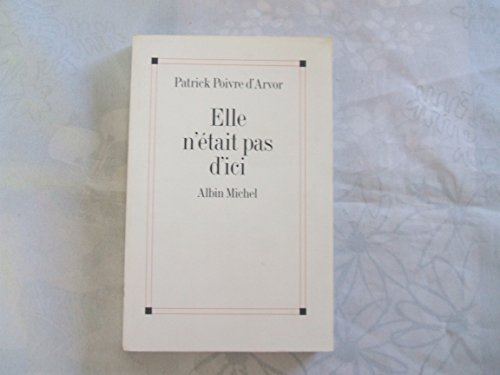 Patrick Poivre d'Arvor
Elle
n'était pas
d'ici
Albin Michel